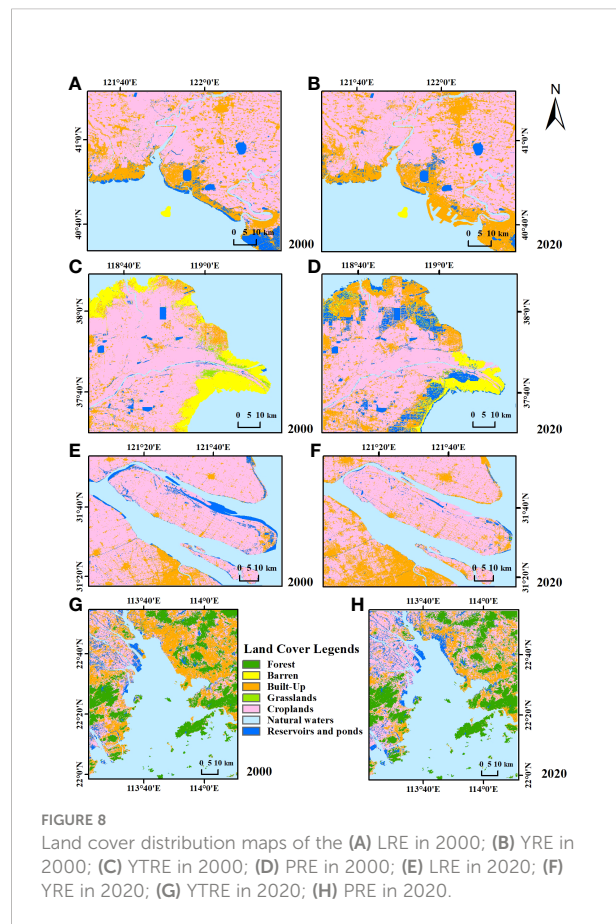 A
B
121°40'E 122°0'E
121°40'E 122°0'E
N
41°0'N
40°40'N
41°0'N
40°40'N
0 5 10 km
2000
0 5 10 km
2020
C
D
118°40'E 119°0'E
118°40'E 119°0'E
38°0'N
37°40'N
38°0'N
37°40'N
0 5 10 km
2000
0 5 10 km
2020
E
F
121°20'E 121°40'E
121°20'E 121°40'E
31°40'N
31°20'N
31°40'N
31°20'N
0 5 10 km
2000
0 5 10 km
2020
G
H
113°40'E 114°0'E
113°40'E 114°0'E
22°40'N
22°20'N
22°0'N
Land Cover Legends
Forest
Barren
Built-Up
Grasslands
Croplands
Natural waters
Reservoirs and ponds
22°40'N
22°20'N
22°0'N
0 5 10 km
2000
113°40'E 114°0'E
0 5 10 km
2020
113°40'E 114°0'E
FIGURE 8
Land cover distribution maps of the (A) LRE in 2000; (B) YRE in
2000; (C) YTRE in 2000; (D) PRE in 2000; (E) LRE in 2020; (F)
YRE in 2020; (G) YTRE in 2020; (H) PRE in 2020.